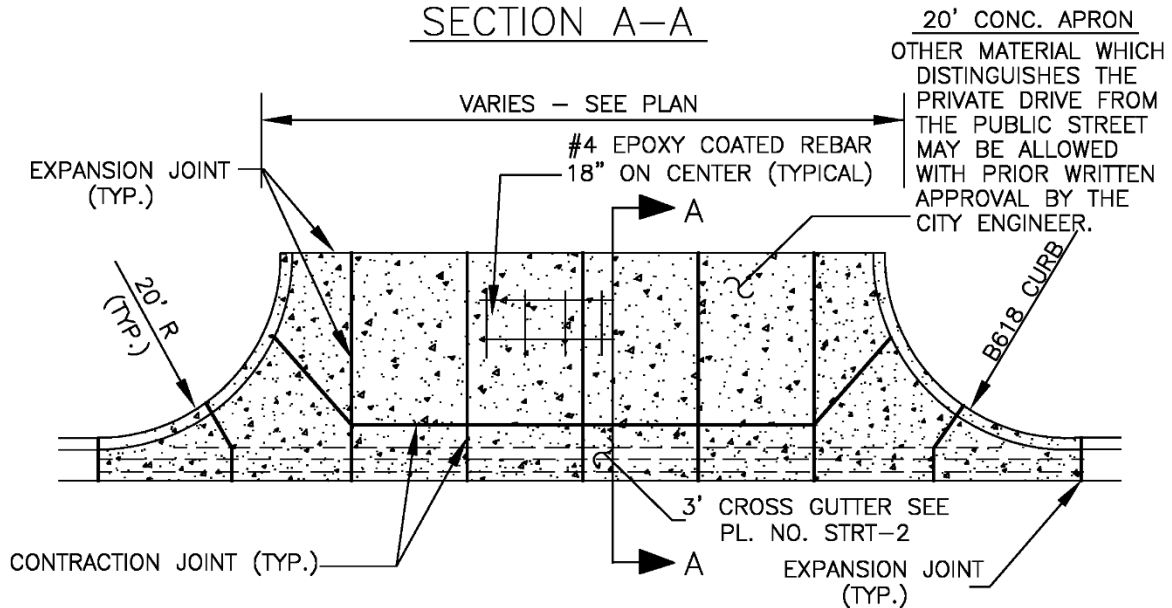 SECTION A-A
20' CONC. APRON
OTHER MATERIAL WHICH
DISTINGUISHES THE
PRIVATE DRIVE FROM
THE PUBLIC STREET
MAY BE ALLOWED
WITH PRIOR WRITTEN
APPROVAL BY THE
CITY ENGINEER.
VARIES - SEE PLAN
#4 EPOXY COATED REBAR
18" ON CENTER (TYPICAL)
EXPANSION JOINT
(TYP.)
A
20' R
(TYP.)
B618 CURB
3' CROSS GUTTER SEE
PL. NO. STRT-2
CONTRACTION JOINT (TYP.)
A
EXPANSION JOINT
(TYP.)